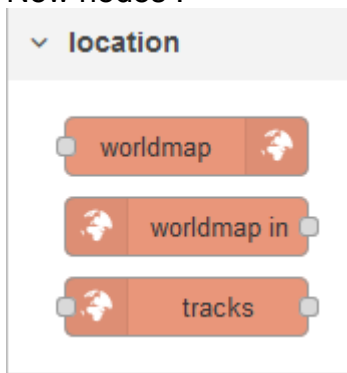 New nodes :
location
worldmap
worldmap in
tracks